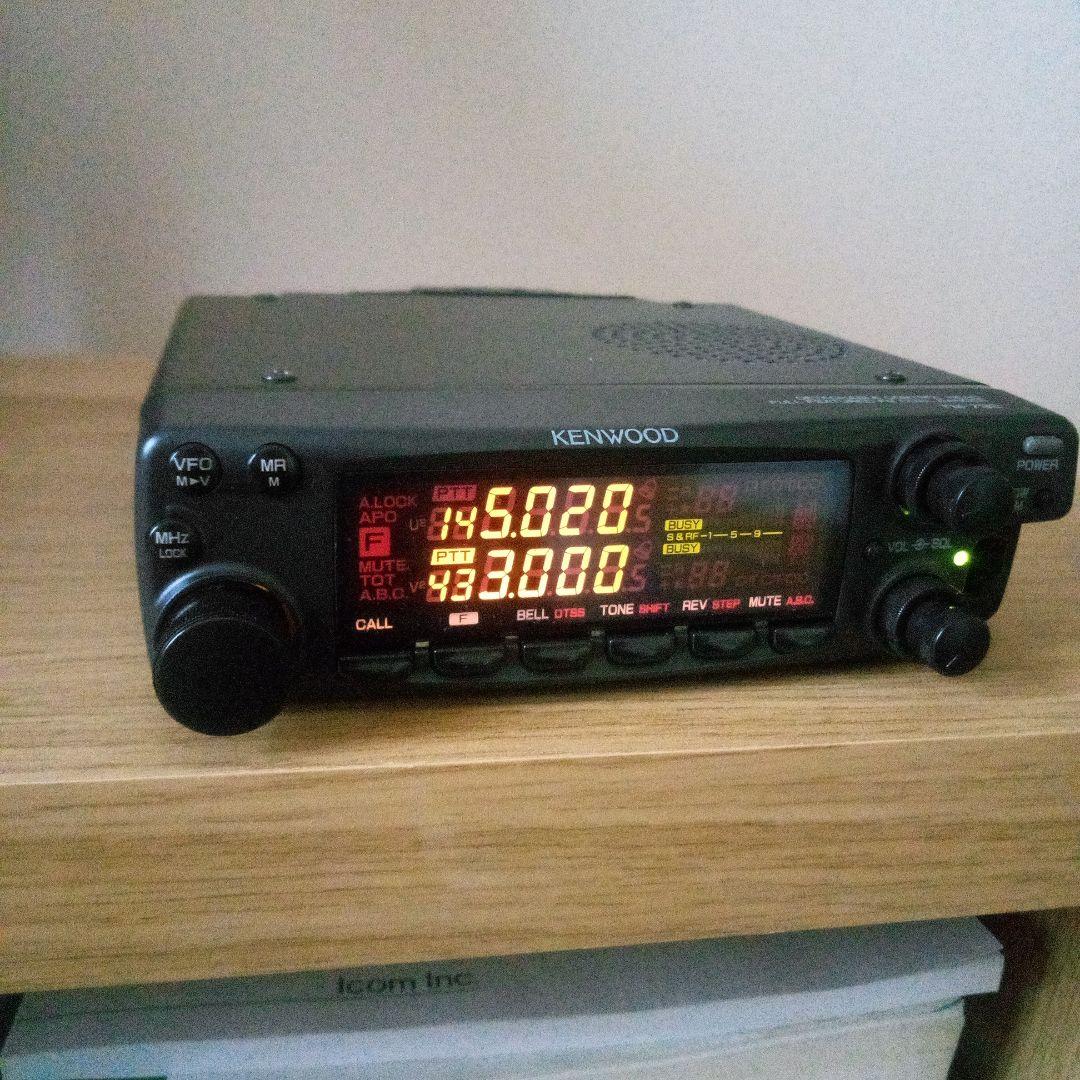 KENWOOD
POWER
VFO
M►V
MR
M
MHz
LOCK
A.LOCK
APO
F
MUTE
TOT
A.B.C.
PTT
145.020
BUSY
S & RF-1-5-9
PTT
433.000
BUSY
VOL SQL
CALL
F
BELL DTSS
TONE SHIFT
REV STEP
MUTE A.B.C.
Icom Inc